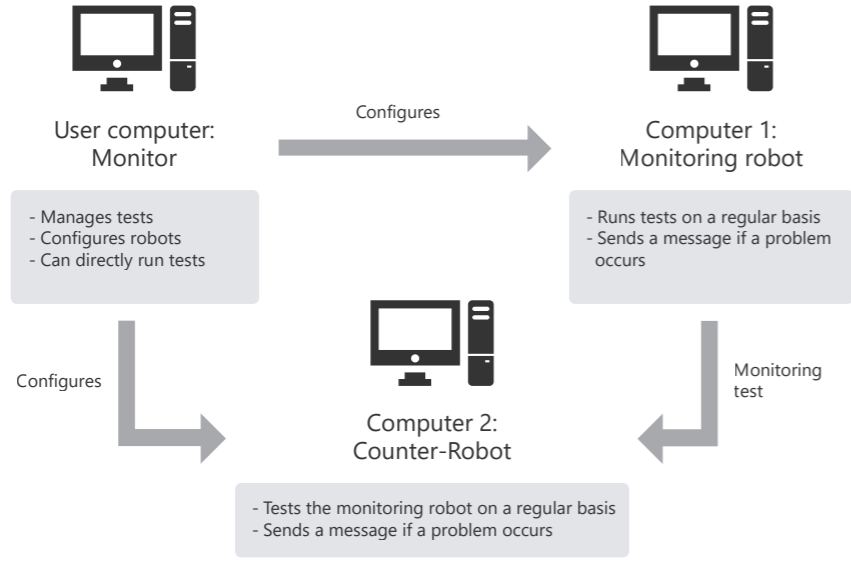 Configures
User computer:
Monitor
Computer 1:
Monitoring robot
- Manages tests
- Configures robots
- Can directly run tests
- Runs tests on a regular basis
- Sends a message if a problem
occurs
Configures
Monitoring
test
Computer 2:
Counter-Robot
- Tests the monitoring robot on a regular basis
- Sends a message if a problem occurs